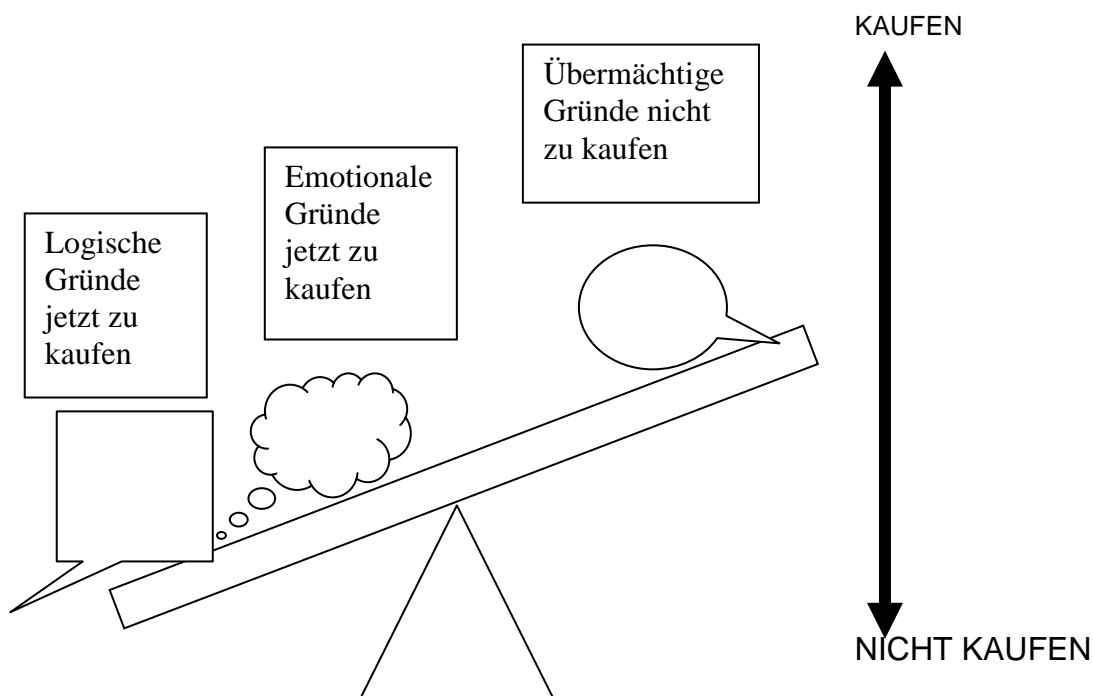 KAUFEN
Übermächtige
Gründe nicht
zu kaufen
Emotionale
Gründe
jetzt zu
kaufen
Logische
Gründe
jetzt zu
kaufen
NICHT KAUFEN